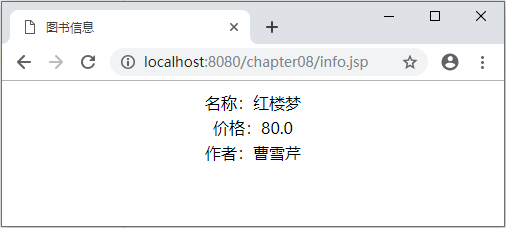 图书信息
localhost:8080/chapter08/info.jsp
名称：红楼梦
价格：80.0
作者：曹雪芹